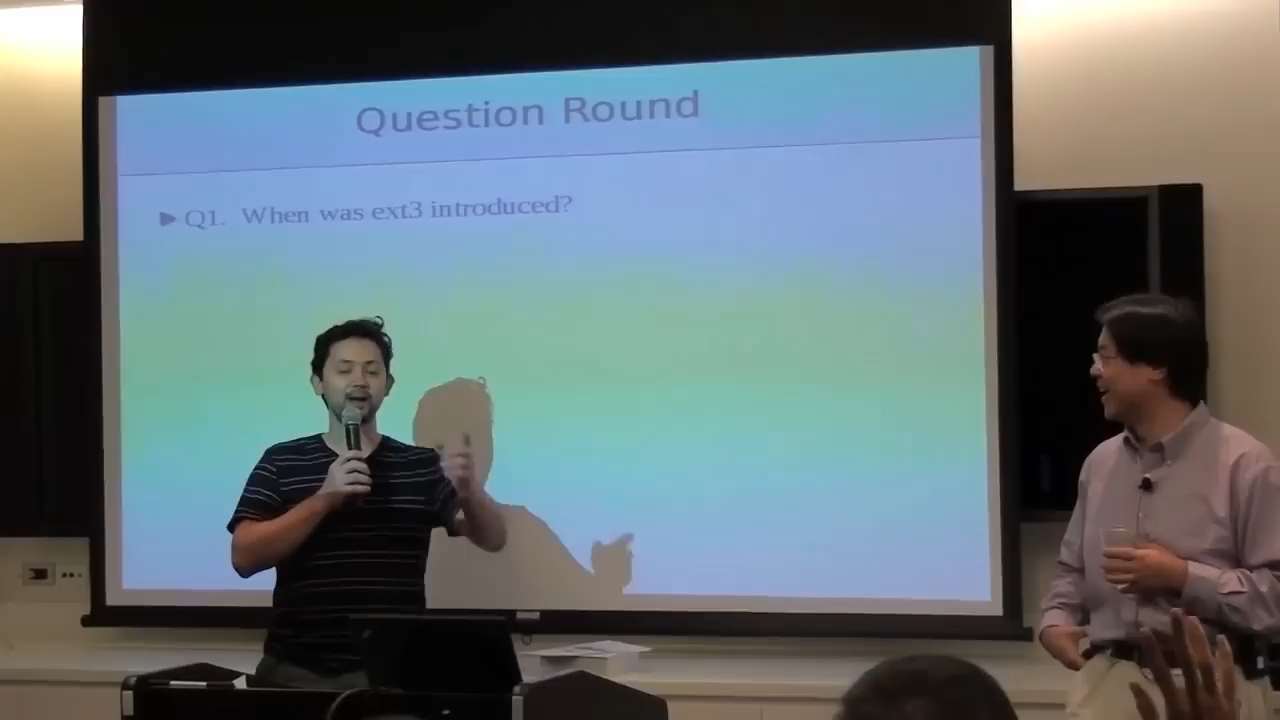 Question Round
Q1. When was ext3 introduced?